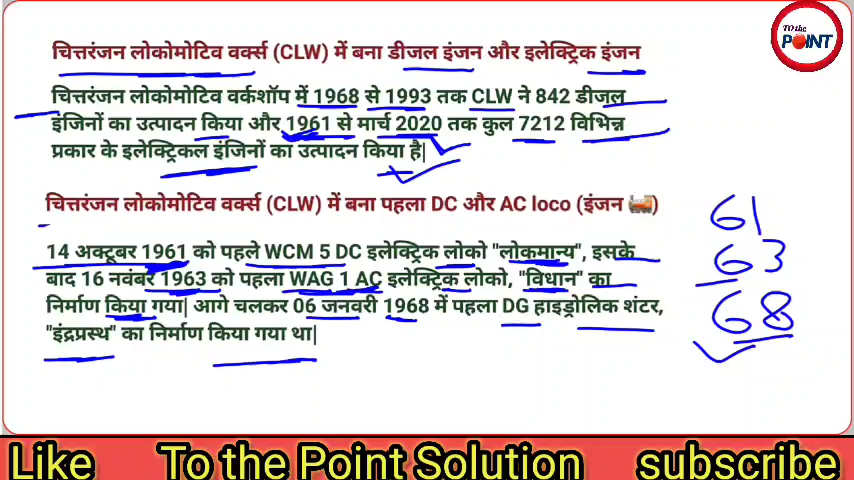 To the
POINT
चित्तरंजन लोकोमोटिव वर्क्स (CLW) में बना डीजल इंजन और इलेक्ट्रिक इंजन
चित्तरंजन लोकोमोटिव वर्कशॉप में 1968 से 1993 तक CLW ने 842 डीजल
इंजिनों का उत्पादन किया और 1961 से मार्च 2020 तक कुल 7212 विभिन्न
प्रकार के इलेक्ट्रिकल इंजिनों का उत्पादन किया है|
चित्तरंजन लोकोमोटिव वर्क्स (CLW) में बना पहला DC और AC loco (इंजन 🚂)
14 अक्टूबर 1961 को पहले WCM 5 DC इलेक्ट्रिक लोको "लोकमान्य", इसके
बाद 16 नवंबर 1963 को पहला WAG 1 AC इलेक्ट्रिक लोको, "विधान" का
निर्माण किया गया| आगे चलकर 06 जनवरी 1968 में पहला DG हाइड्रोलिक शंटर,
"इंद्रप्रस्थ" का निर्माण किया गया था|
61
63
68
Like To the Point Solution subscribe